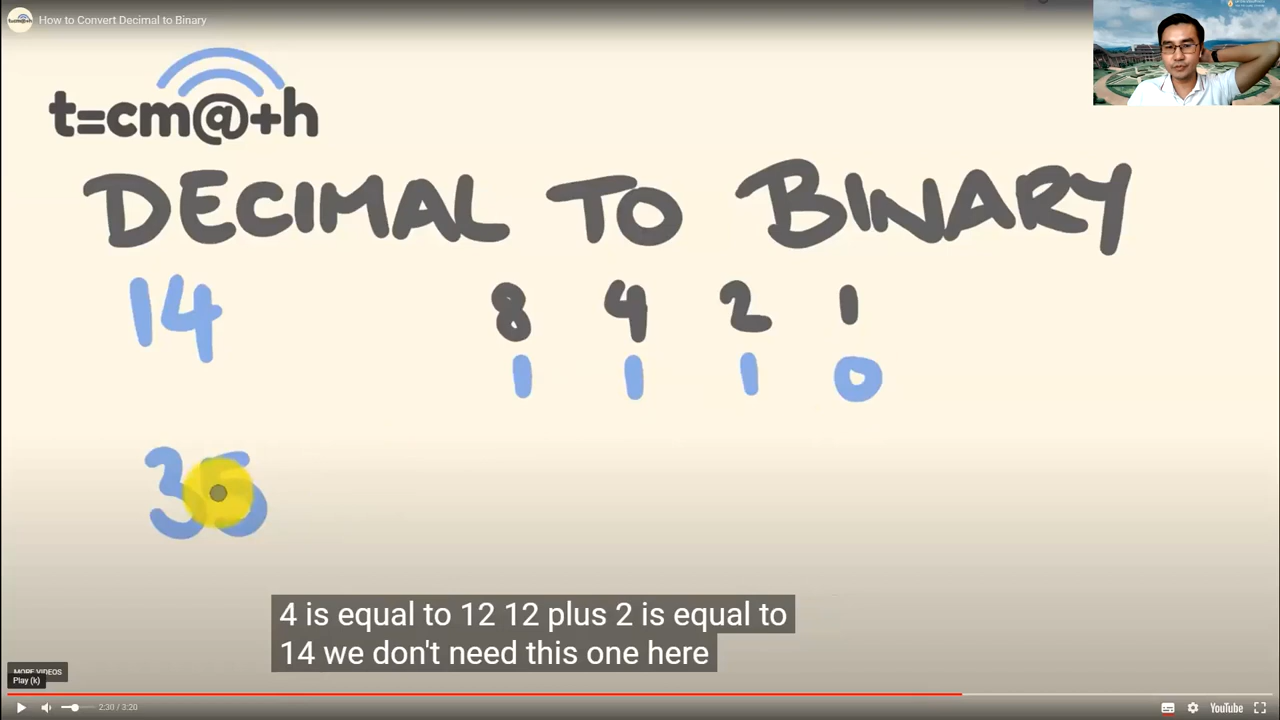 How to Convert Decimal to Binary
t=cm@+h
DECIMAL TO BINARY
14 8 4 2 1
1 1 1 0
35
4 is equal to 12 12 plus 2 is equal to
14 we don't need this one here
MORE VIDEOS
Play (k)
2:30 / 3:20
YouTube